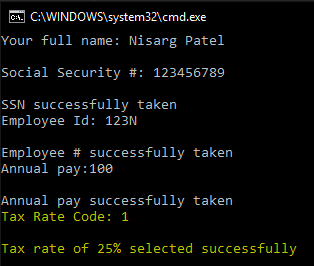 C:\WINDOWS\system32\cmd.exe
Your full name: Nisarg Patel
Social Security #: 123456789
SSN successfully taken
Employee Id: 123N
Employee # successfully taken
Annual pay:100
Annual pay successfully taken
Tax Rate Code: 1
Tax rate of 25% selected successfully